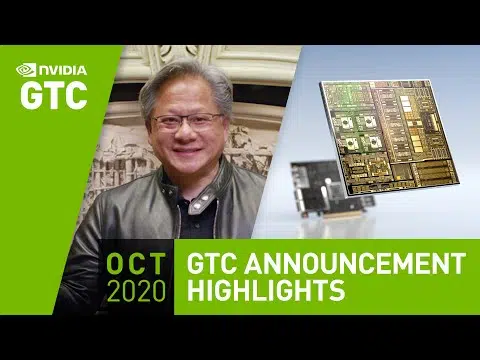 NVIDIA
GTC
OCT
2020
GTC ANNOUNCEMENT
HIGHLIGHTS